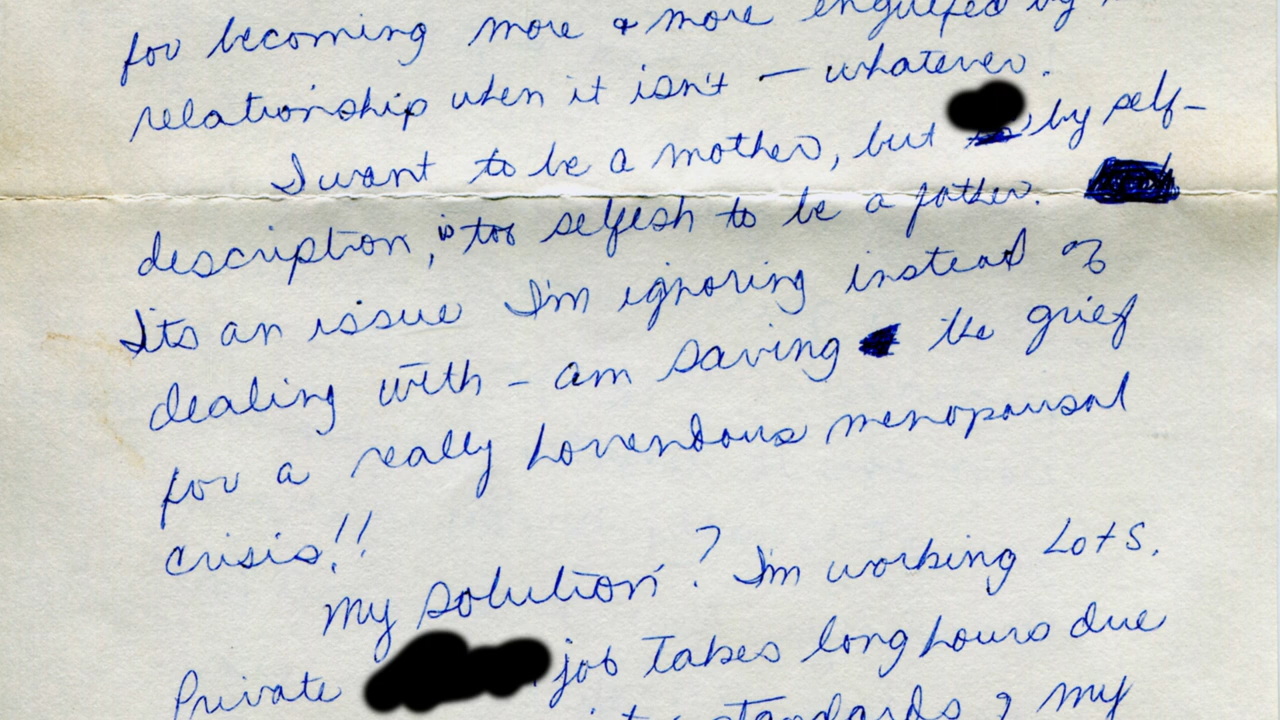 for becoming more & more engulfed by
relationship when it isn't — whatever.
I want to be a mother, but by self-
description, is too selfish to be a father.
Its an issue I'm ignoring instead of
dealing with - am saving the grief
for a really horrendous menopausal
crisis!!
My solution? I'm working Lots.
Private job takes long hours due
standards & my